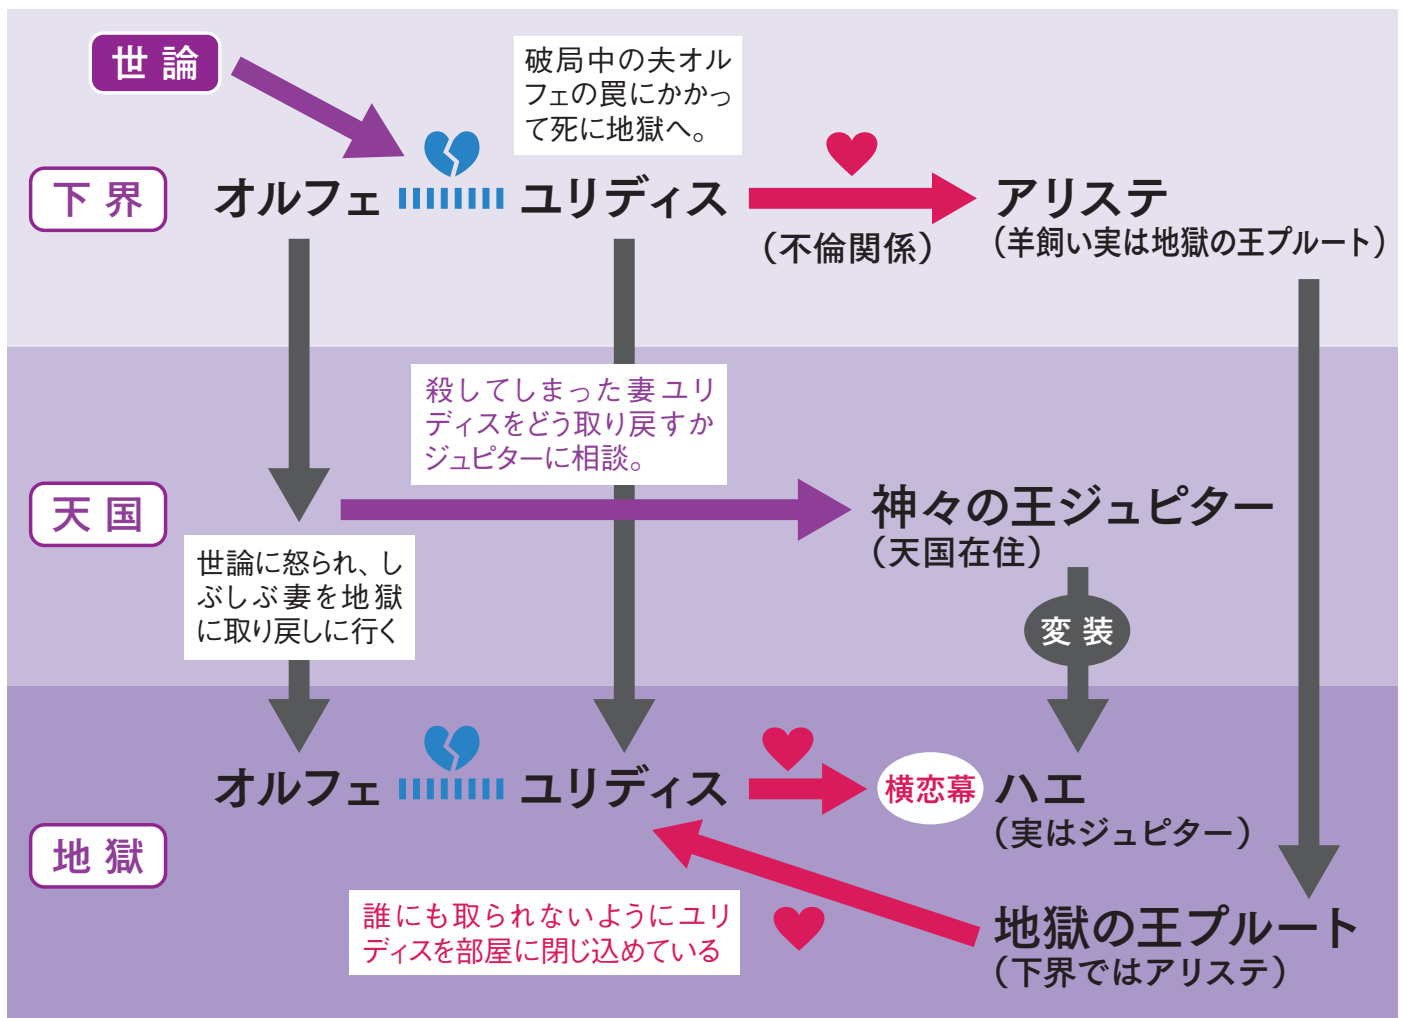 世論
破局中の夫オル
フェの罠にかかっ
て死に地獄へ。
下界
オルフェ
ユリディス
アリステ
（不倫関係）
（羊飼い実は地獄の王プルート）
殺してしまった妻ユリ
ディスをどう取り戻すか
ジュピターに相談。
天国
神々の王ジュピター
（天国在住）
世論に怒られ、し
ぶしぶ妻を地獄
に取り戻しに行く
変装
オルフェ
ユリディス
横恋幕
ハエ
（実はジュピター）
地獄
誰にも取られないようにユリ
ディスを部屋に閉じ込めている
地獄の王プルート
（下界ではアリステ）